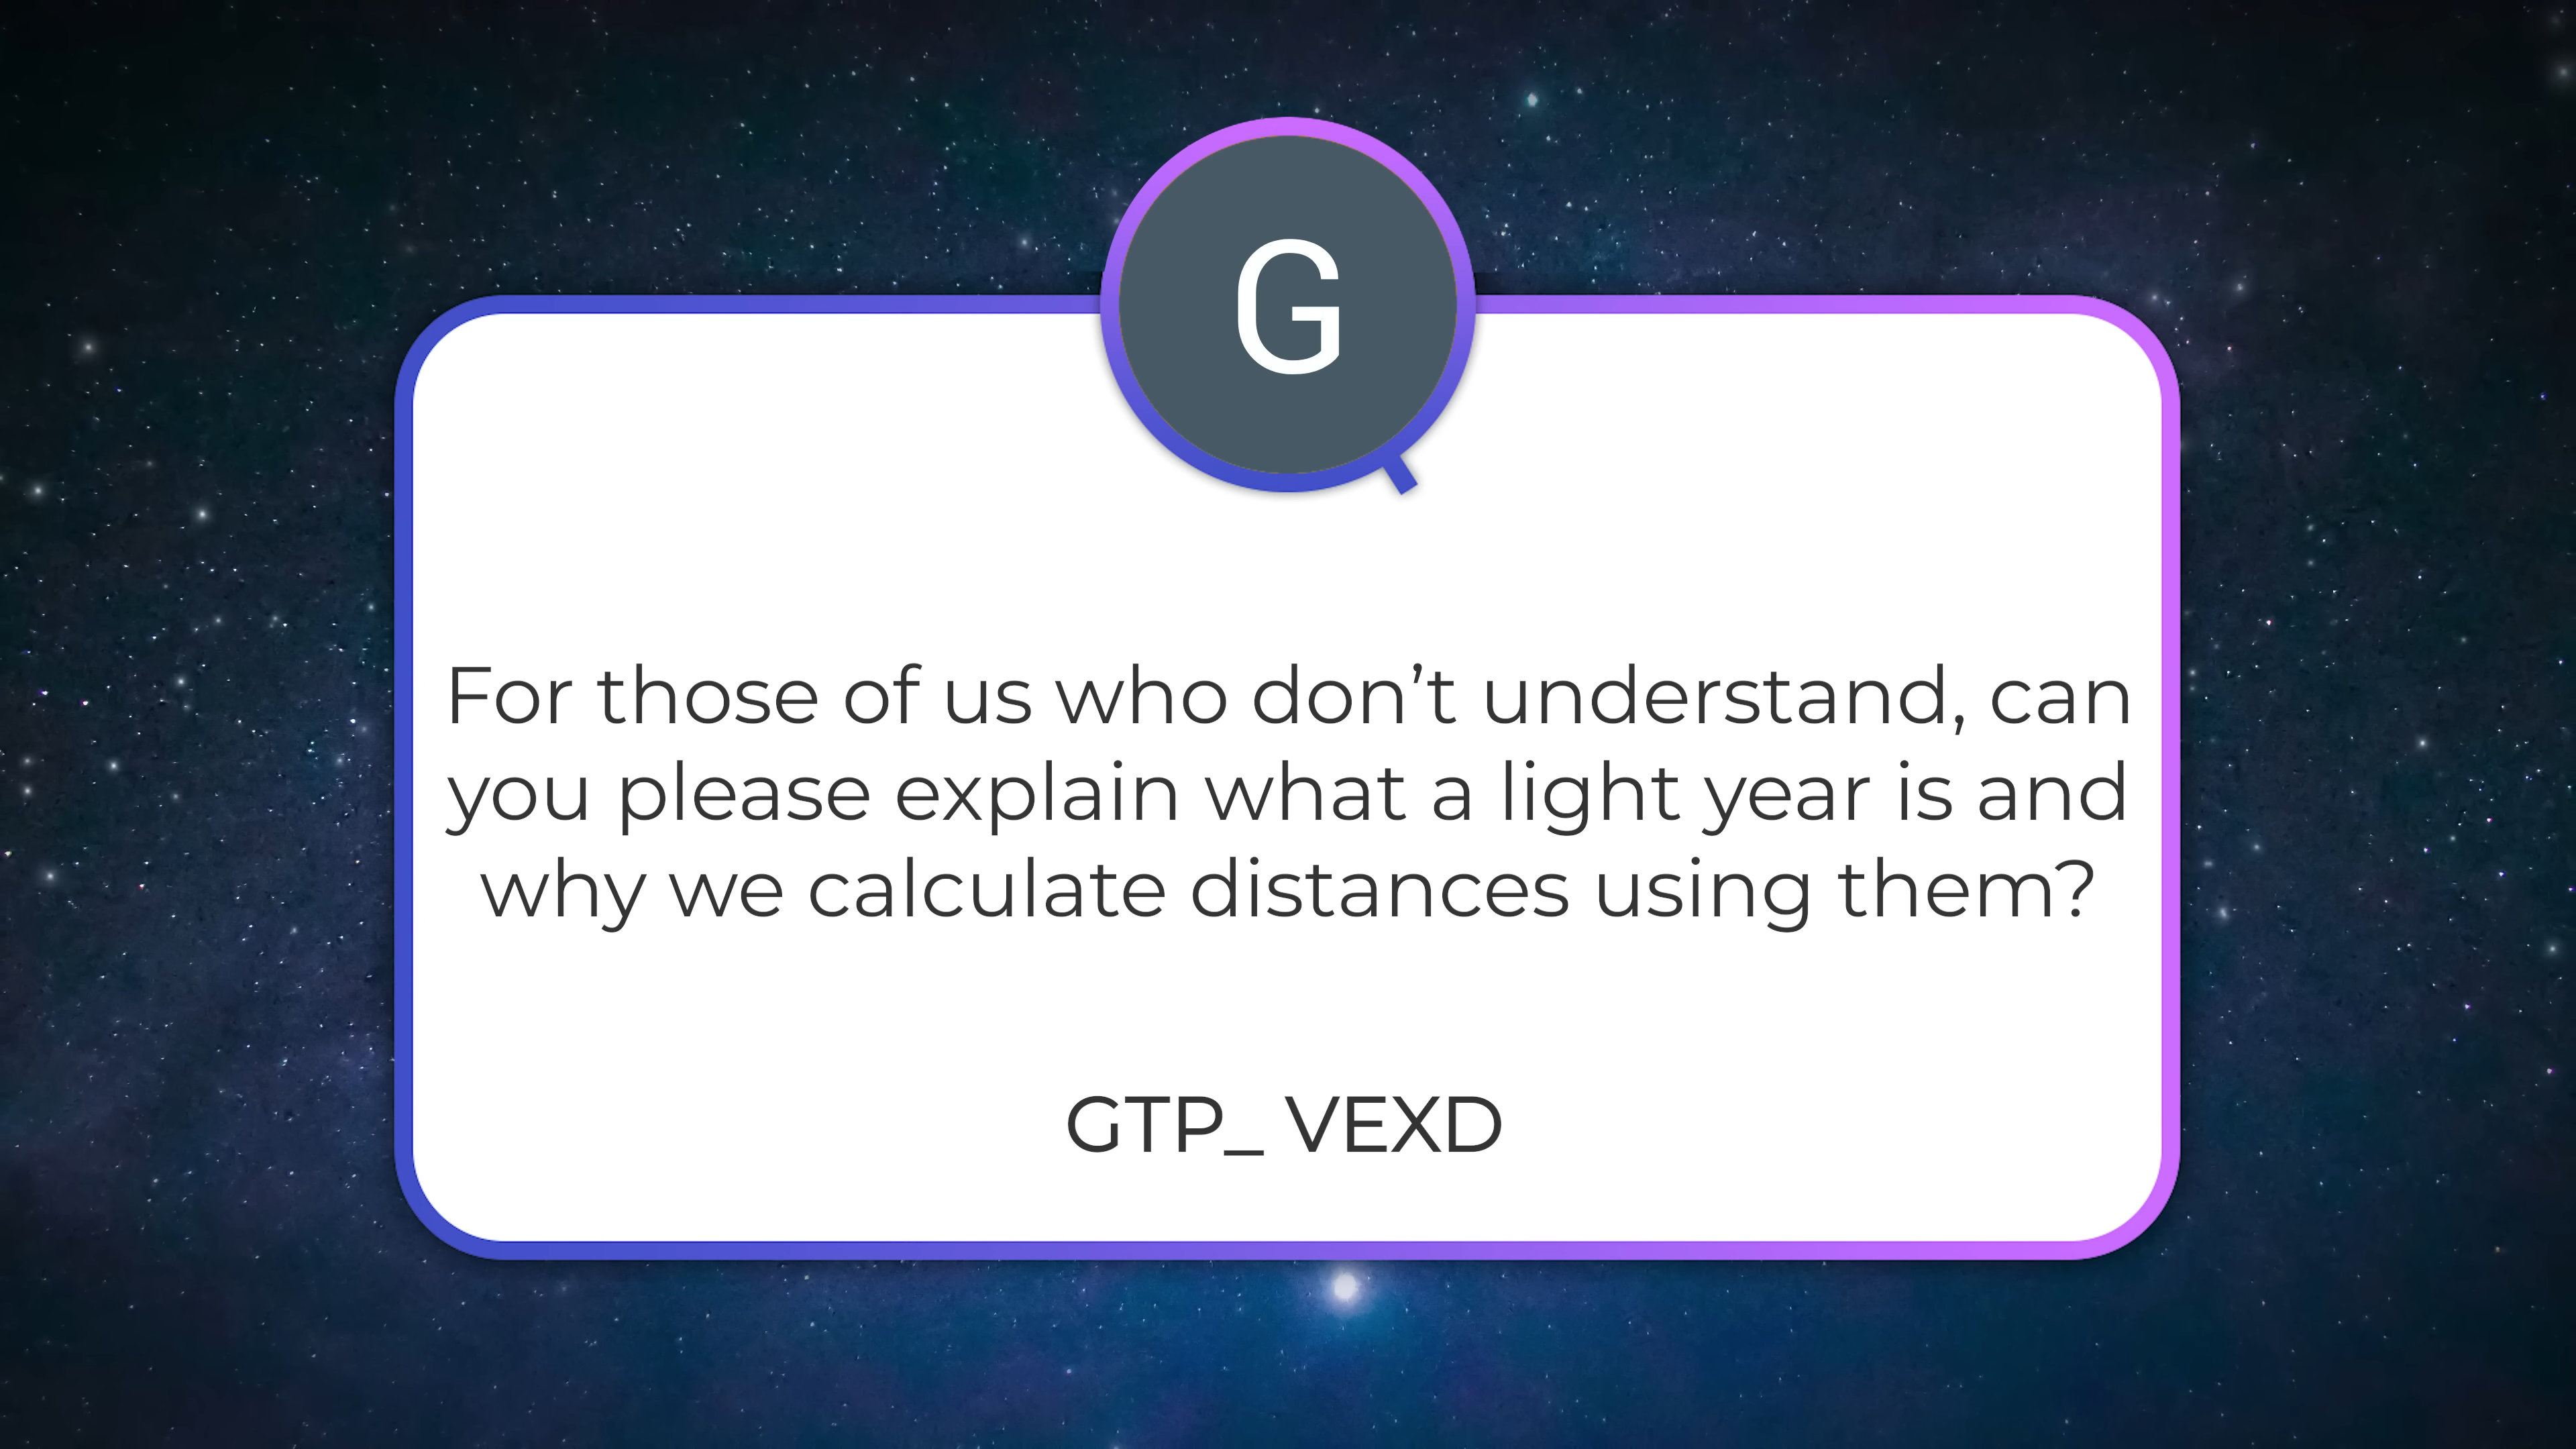 G
For those of us who don’t understand, can
you please explain what a light year is and
why we calculate distances using them?
GTP_ VEXD